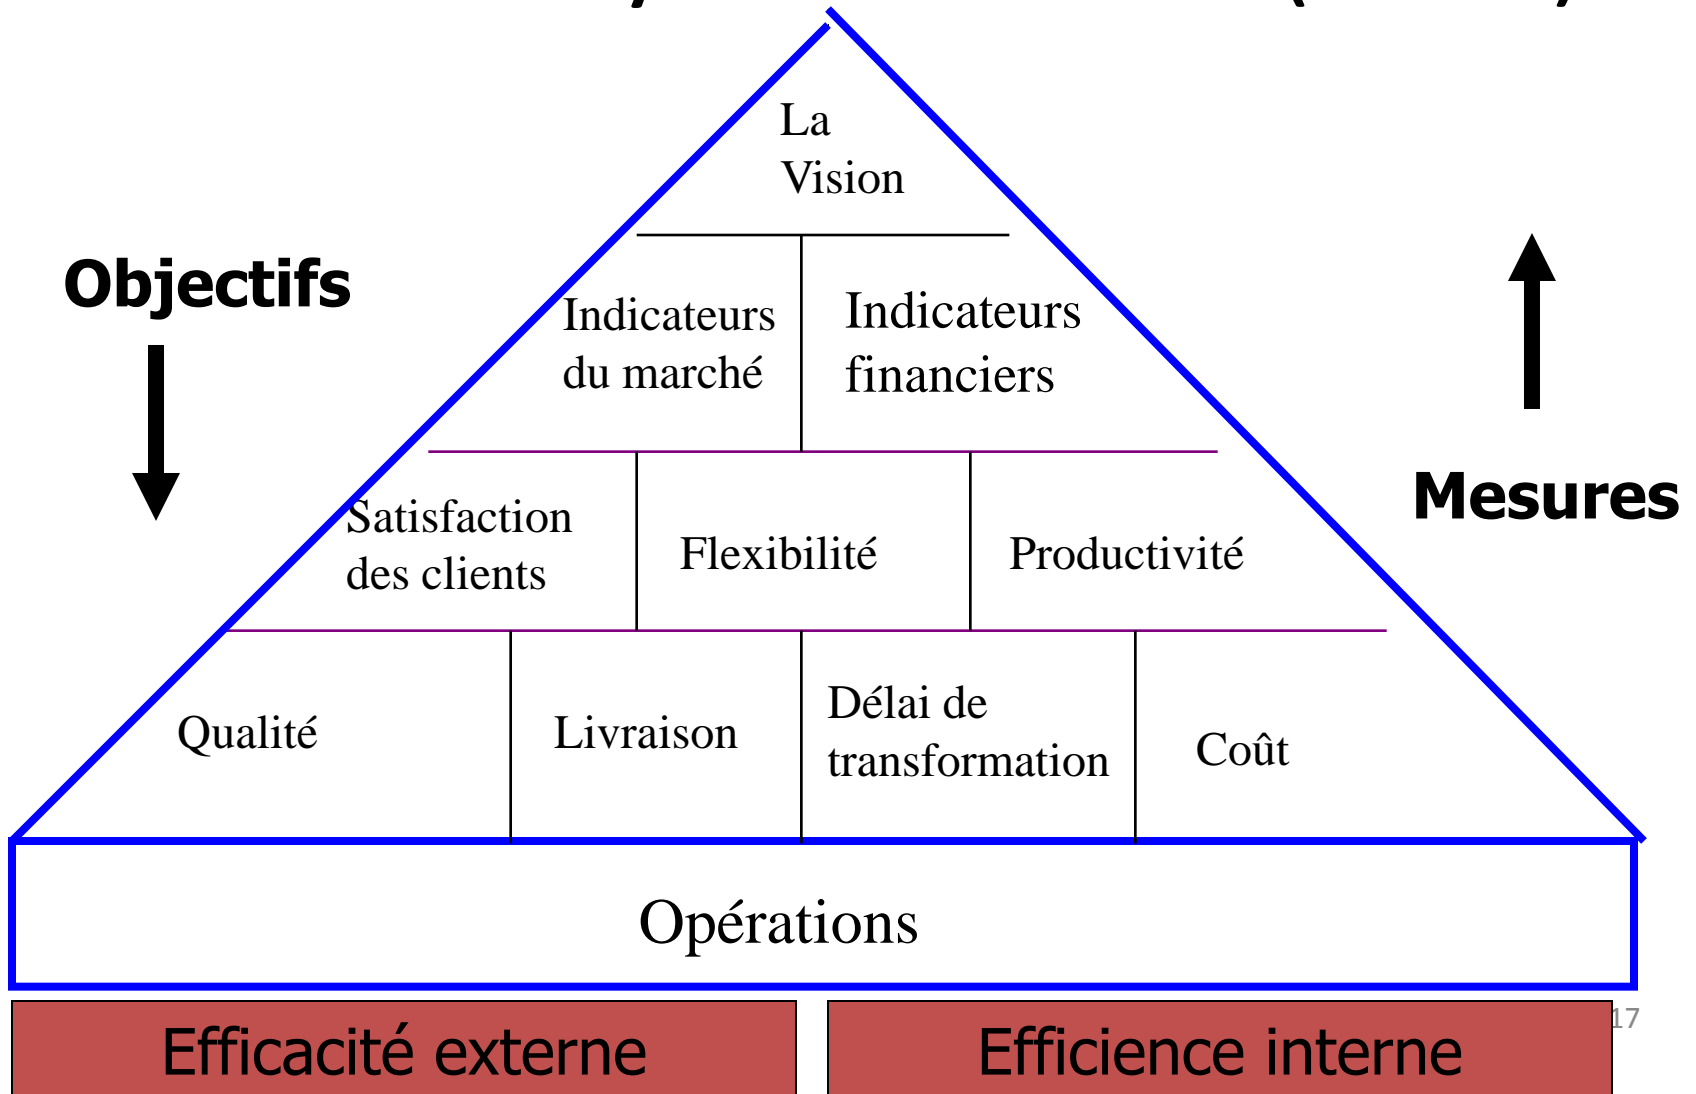 La
Vision
Objectifs
Indicateurs
du marché
Indicateurs
financiers
Mesures
Satisfaction
des clients
Flexibilité
Productivité
Qualité
Livraison
Délai de
transformation
Coût
Opérations
17
Efficacité externe
Efficience interne